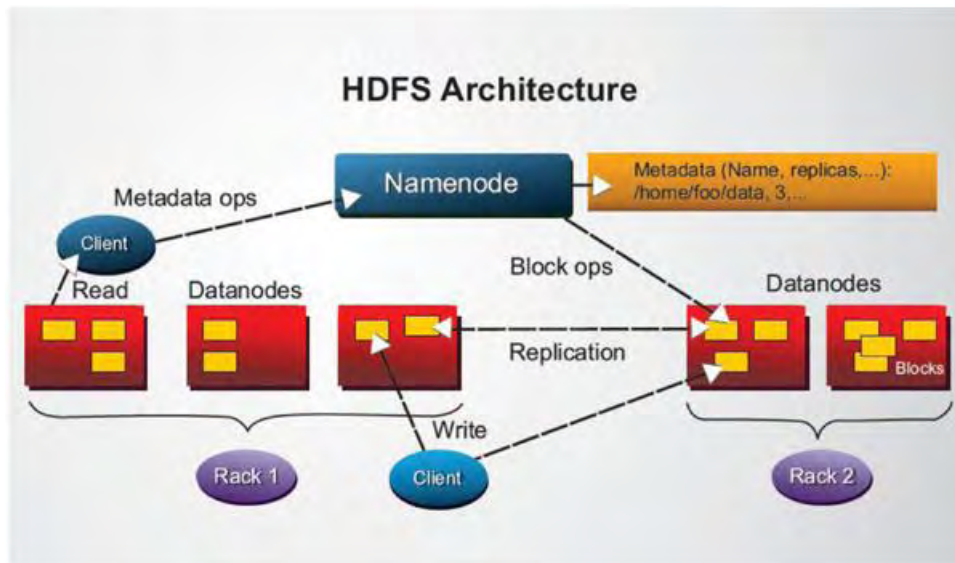 HDFS Architecture
Namenode
Metadata (Name, replicas,...):
/home/foo/data, 3,...
Metadata ops
Client
Block ops
Read
Datanodes
Datanodes
Replication
Blocks
Write
Rack 1
Client
Rack 2